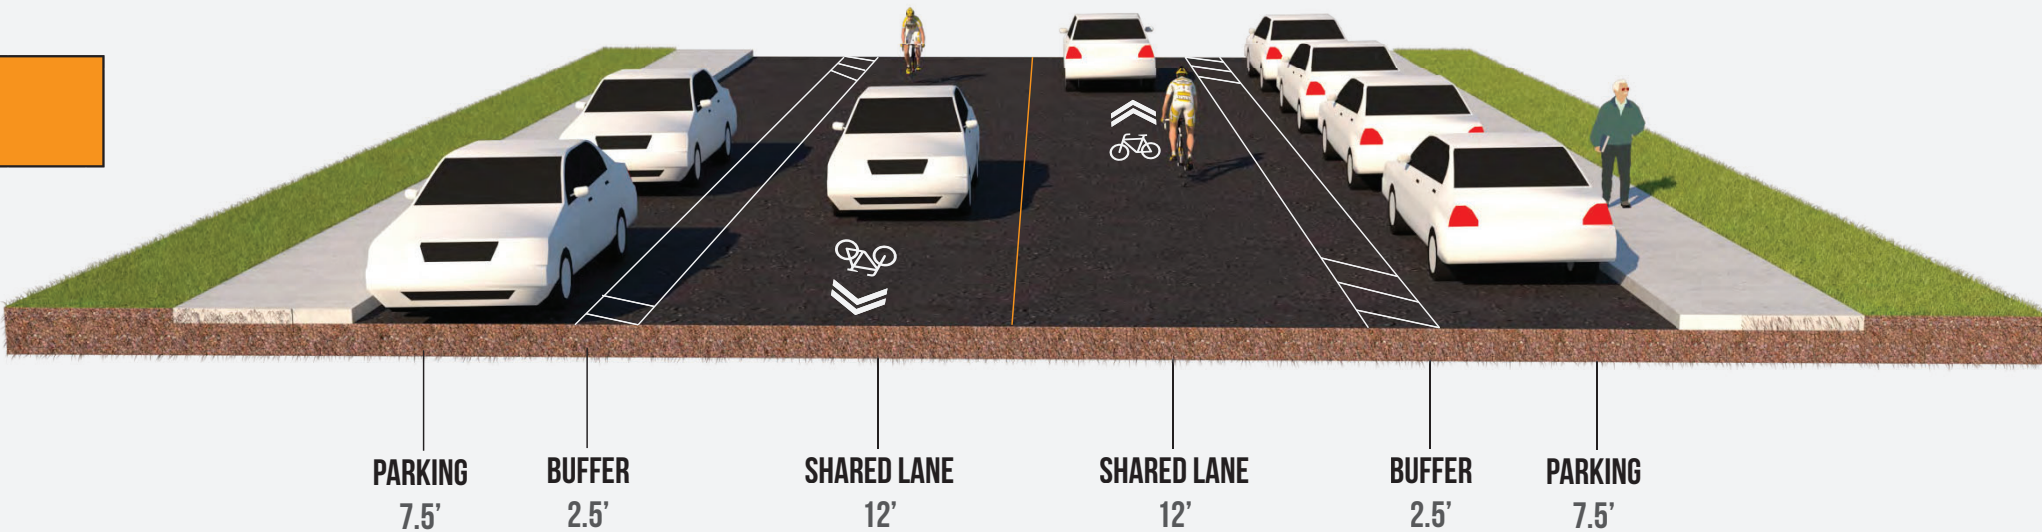 PARKING
7.5’
BUFFER
2.5’
SHARED LANE
12’
SHARED LANE
12’
BUFFER
2.5’
PARKING
7.5’